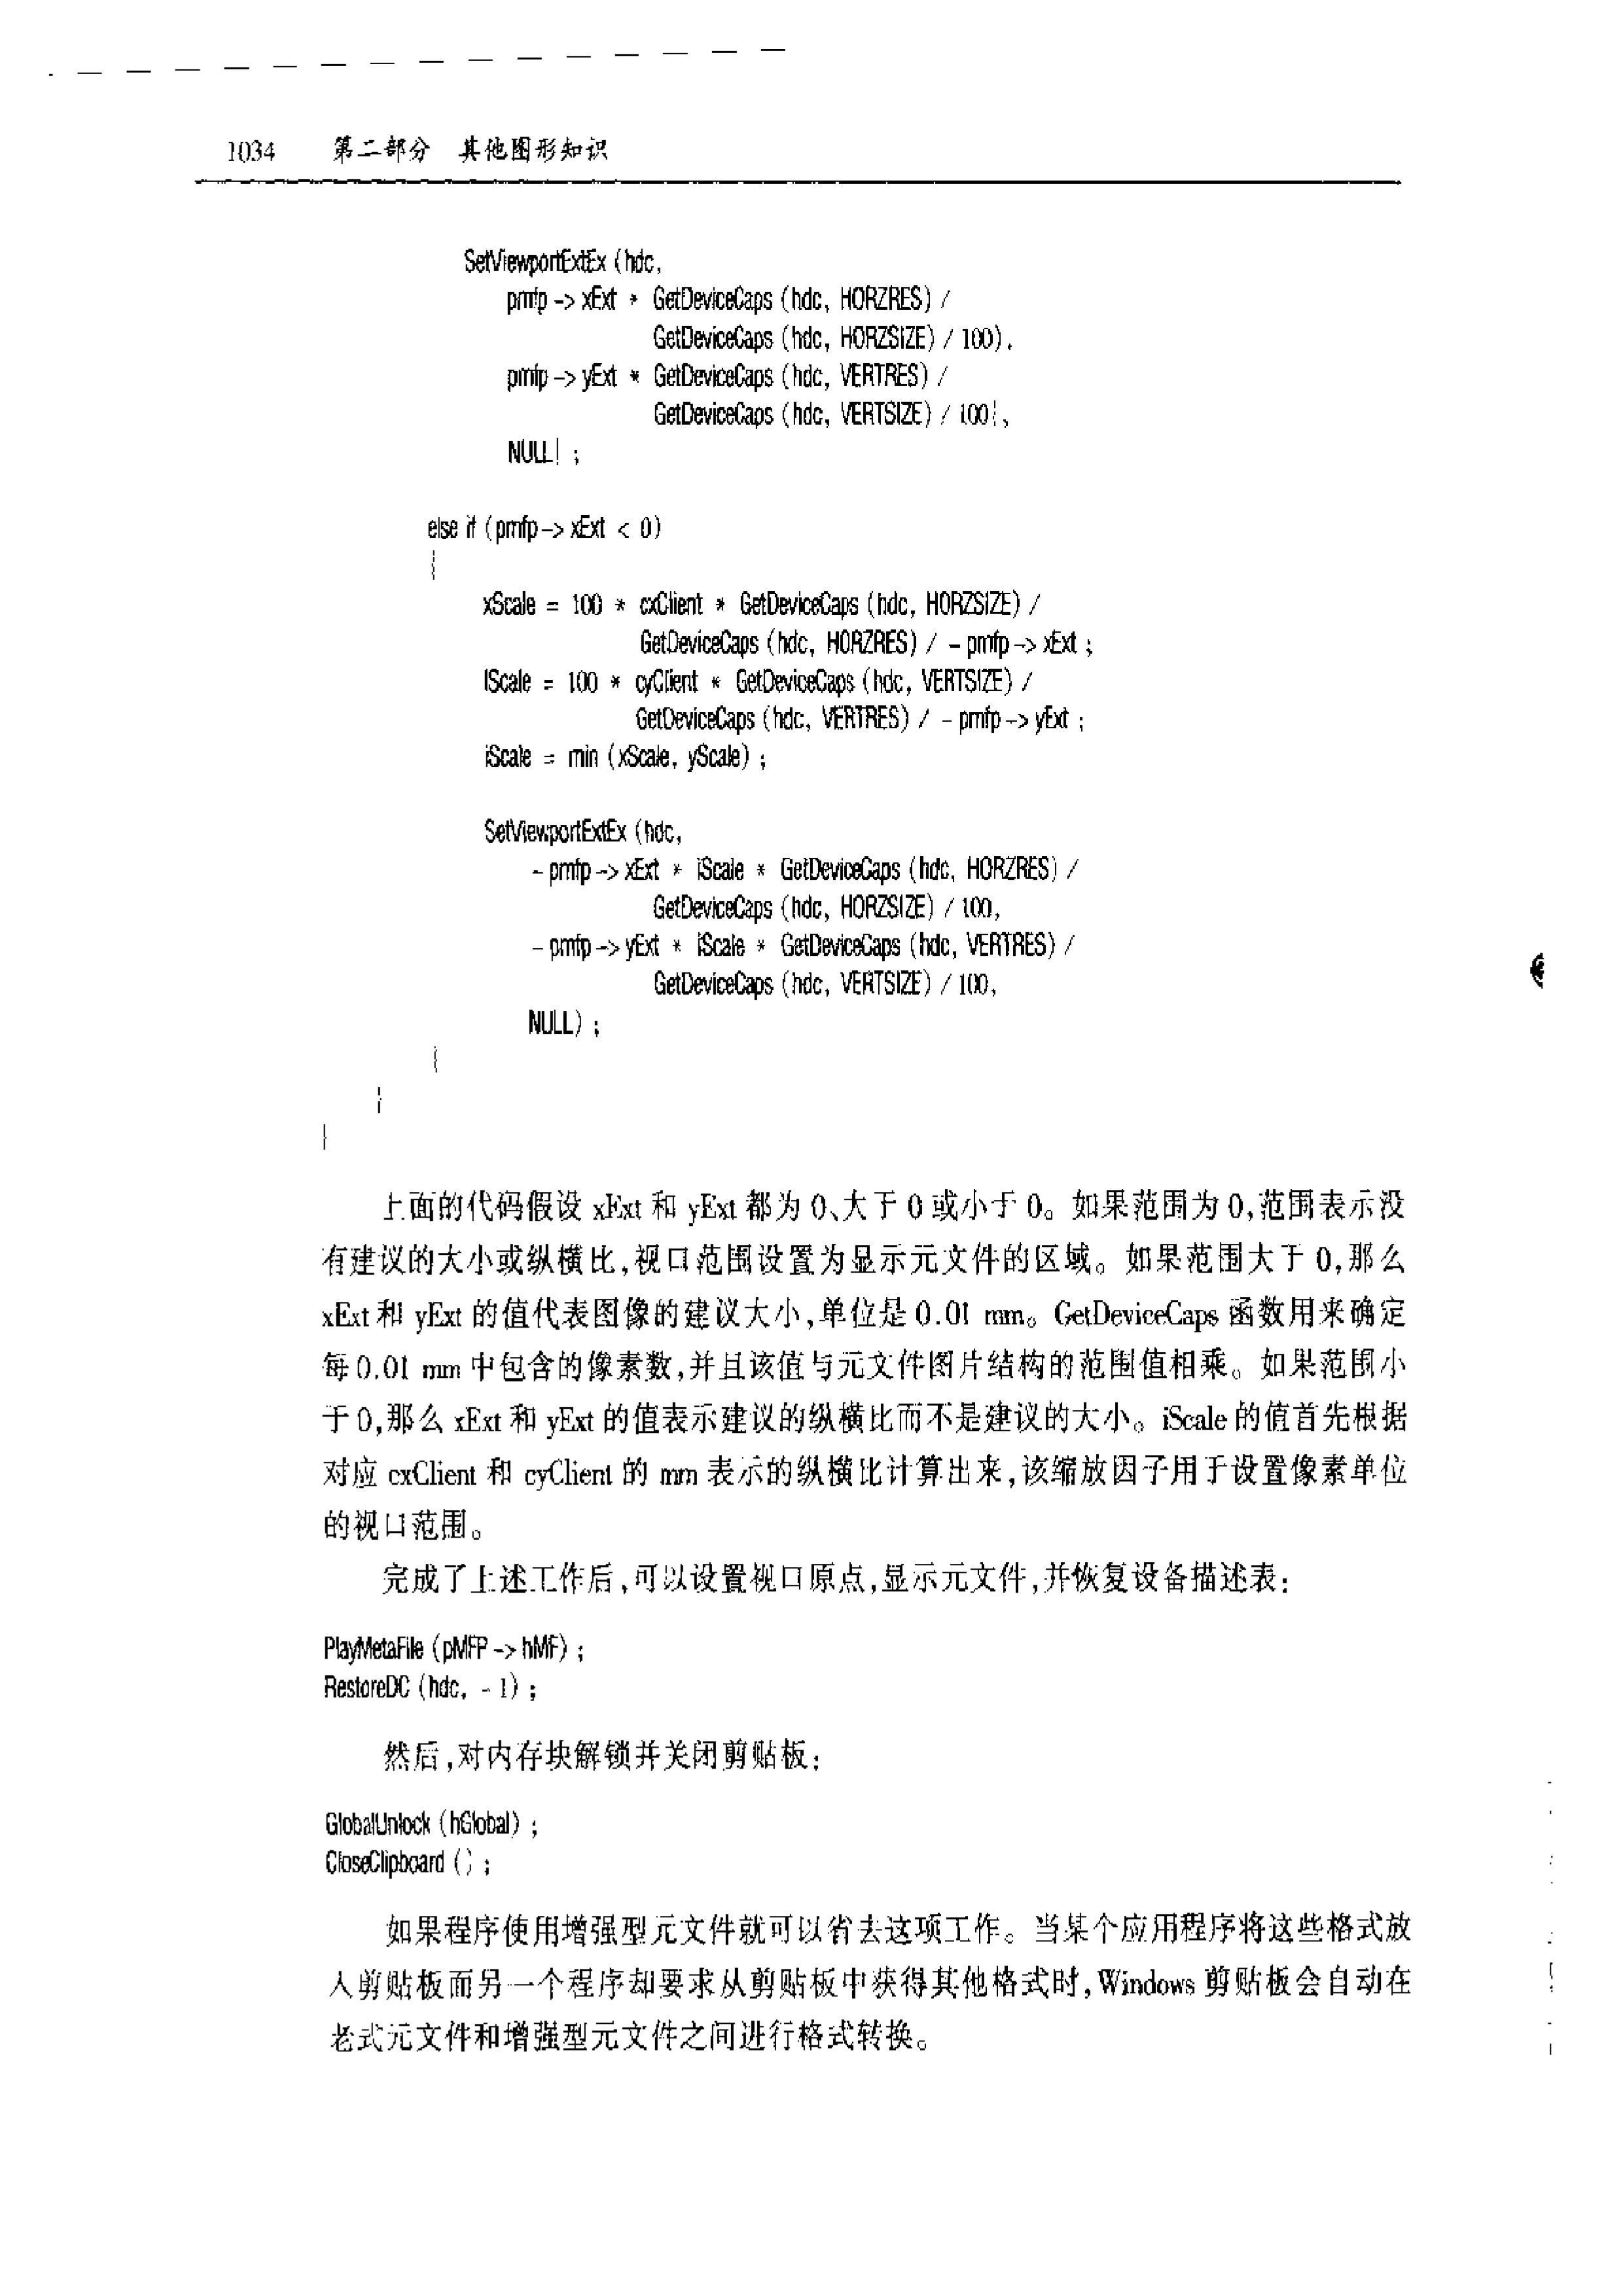 1034 第二部分 其他图形知识
SetViewportExtEx (hdc,
pmfp -> xExt * GetDeviceCaps (hdc, HORZRES) /
GetDeviceCaps (hdc, HORZSIZE) / 100),
pmfp -> yExt * GetDeviceCaps (hdc, VERTRES) /
GetDeviceCaps (hdc, VERTSIZE) / 100),
NULL) ;
else if (pmfp -> xExt < 0)
{
xScale = 100 * cxClient * GetDeviceCaps (hdc, HORZSIZE) /
GetDeviceCaps (hdc, HORZRES) / - pmfp -> xExt ;
lScale = 100 * cyClient * GetDeviceCaps (hdc, VERTSIZE) /
GetDeviceCaps (hdc, VERTRES) / - pmfp -> yExt ;
iScale = min (xScale, yScale) ;
SetViewportExtEx (hdc,
- pmfp -> xExt * iScale * GetDeviceCaps (hdc, HORZRES) /
GetDeviceCaps (hdc, HORZSIZE) / 100,
- pmfp -> yExt * iScale * GetDeviceCaps (hdc, VERTRES) /
GetDeviceCaps (hdc, VERTSIZE) / 100,
NULL) ;
{
}
}
上面的代码假设 xExt 和 yExt 都为 0、大于 0 或小于 0。如果范围为 0,范围表示没
有建议的大小或纵横比,视口范围设置为显示元文件的区域。如果范围大于 0,那么
xExt 和 yExt 的值代表图像的建议大小,单位是 0.01 mm。GetDeviceCaps 函数用来确定
每 0.01 mm 中包含的像素数,并且该值与元文件图片结构的范围值相乘。如果范围小
于 0,那么 xExt 和 yExt 的值表示建议的纵横比而不是建议的大小。iScale 的值首先根据
对应 cxClient 和 cyClient 的 mm 表示的纵横比计算出来,该缩放因子用于设置像素单位
的视口范围。
完成了上述工作后,可以设置视口原点,显示元文件,并恢复设备描述表:
PlayMetaFile (pMFP -> hMF) ;
RestoreDC (hdc, - 1) ;
然后,对内存块解锁并关闭剪贴板:
GlobalUnlock (hGlobal) ;
CloseClipboard () ;
如果程序使用增强型元文件就可以省去这项工作。当某个应用程序将这些格式放
入剪贴板而另一个程序却要求从剪贴板中获得其他格式时,Windows 剪贴板会自动在
老式元文件和增强型元文件之间进行格式转换。